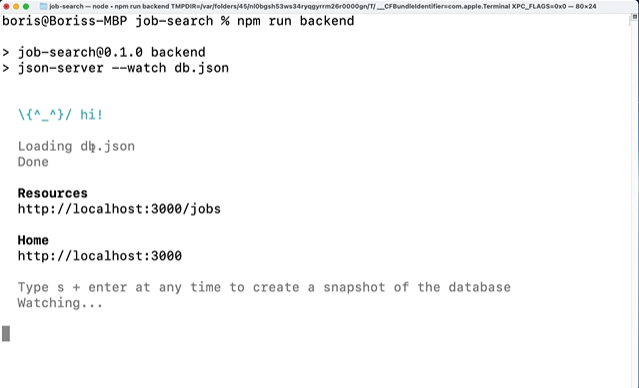 job-search — node • npm run backend TMPDIR=/var/folders/45/nl0bgsh53ws34ryqgyrrm26r0000gn/T/ __CFBundleIdentifier=com.apple.Terminal XPC_FLAGS=0x0 — 80×24
boris@Boriss-MBP job-search % npm run backend
> job-search@0.1.0 backend
> json-server --watch db.json
\{^_^}/ hi!
Loading db.json
Done
Resources
http://localhost:3000/jobs
Home
http://localhost:3000
Type s + enter at any time to create a snapshot of the database
Watching...